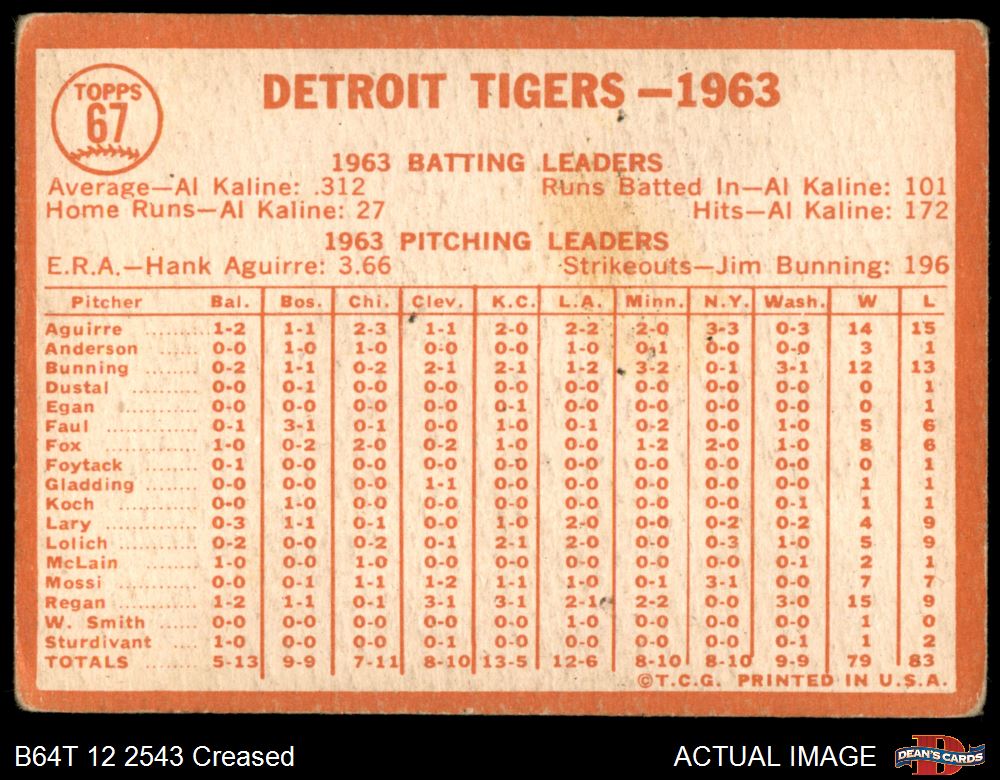 TOPPS
67
DETROIT TIGERS—1963
1963 BATTING LEADERS
Average—Al Kaline: .312 Runs Batted In—Al Kaline: 101
Home Runs—Al Kaline: 27 Hits—Al Kaline: 172
1963 PITCHING LEADERS
E.R.A.—Hank Aguirre: 3.66 Strikeouts—Jim Bunning: 196
Pitcher Bal. Bos. Chi. Clev. K.C. L.A. Minn. N.Y. Wash. W L
Aguirre ......... 1-2 1-1 2-3 1-1 2-0 2-2 2-0 3-3 0-3 14 15
Anderson ...... 0-0 1-0 1-0 0-0 0-0 1-0 0-1 0-0 0-0 3 1
Bunning ........ 0-2 1-1 0-2 2-1 2-1 1-2 3-2 0-1 3-1 12 13
Dustal ........... 0-0 0-1 0-0 0-0 0-0 0-0 0-0 0-0 0-0 0 1
Egan ............. 0-0 0-0 0-0 0-0 0-1 0-0 0-0 0-0 0-0 0 1
Faul .............. 0-1 3-1 0-1 0-0 1-0 0-1 0-2 0-0 1-0 5 6
Fox ............... 1-0 0-2 2-0 0-2 1-0 0-0 1-2 2-0 1-0 8 6
Foytack ......... 0-1 0-0 0-0 0-0 0-0 0-0 0-0 0-0 0-0 0 1
Gladding ....... 0-0 0-0 0-0 1-1 0-0 0-0 0-0 0-0 0-0 1 1
Koch ............. 0-0 1-0 0-0 0-0 0-0 0-0 0-0 0-0 0-1 1 1
Lary .............. 0-3 1-1 0-1 0-0 1-0 2-0 0-0 0-2 0-2 4 9
Lolich ........... 0-2 0-0 0-2 0-1 2-1 2-0 0-0 0-3 1-0 5 9
McLain ......... 1-0 0-0 1-0 0-0 0-0 0-0 0-0 0-0 0-1 2 1
Mossi ............ 0-0 0-1 1-1 1-2 1-1 1-0 0-1 3-1 0-0 7 7
Regan ........... 1-2 1-1 0-1 3-1 3-1 2-1 2-2 0-0 3-0 15 9
W. Smith ...... 0-0 0-0 0-0 0-0 0-0 1-0 0-0 0-0 0-0 1 0
Sturdivant ..... 1-0 0-0 0-0 0-1 0-0 0-0 0-0 0-0 0-1 1 2
TOTALS ........ 5-13 9-9 7-11 8-10 13-5 12-6 8-10 8-10 9-9 79 83
©T.C.G. PRINTED IN U.S.A.
B64T 12 2543 Creased ACTUAL IMAGE
DEAN'S CARDS